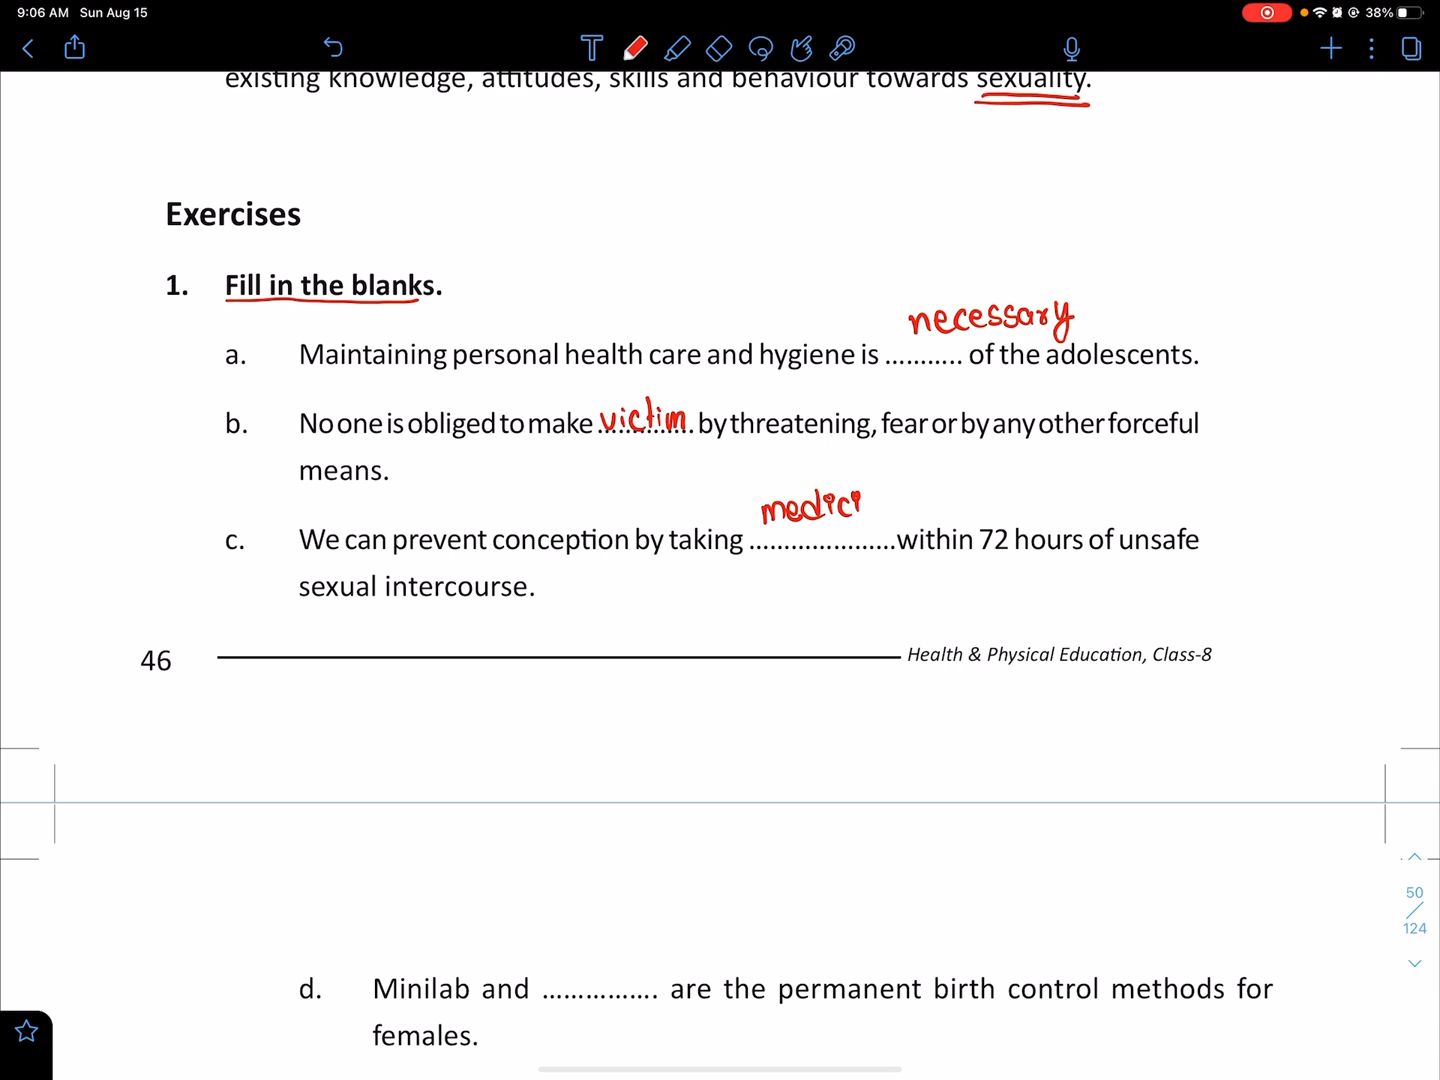 9:06 AM Sun Aug 15
38%
existing knowledge, attitudes, skills and behaviour towards sexuality.
Exercises
1. Fill in the blanks.
necessary
a. Maintaining personal health care and hygiene is ........... of the adolescents.
b. No one is obliged to make victim by threatening, fear or by any other forceful
means.
medici
c. We can prevent conception by taking .....................within 72 hours of unsafe
sexual intercourse.
46 Health & Physical Education, Class-8
50
124
d. Minilab and ................ are the permanent birth control methods for
females.